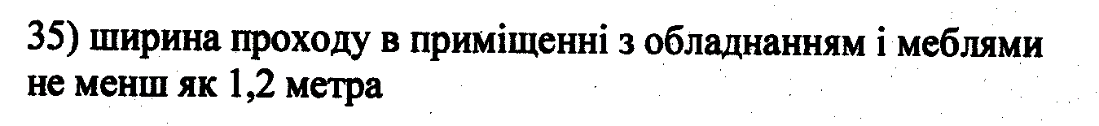 35) ширина проходу в приміщенні з обладнанням і меблями
не менш як 1,2 метра